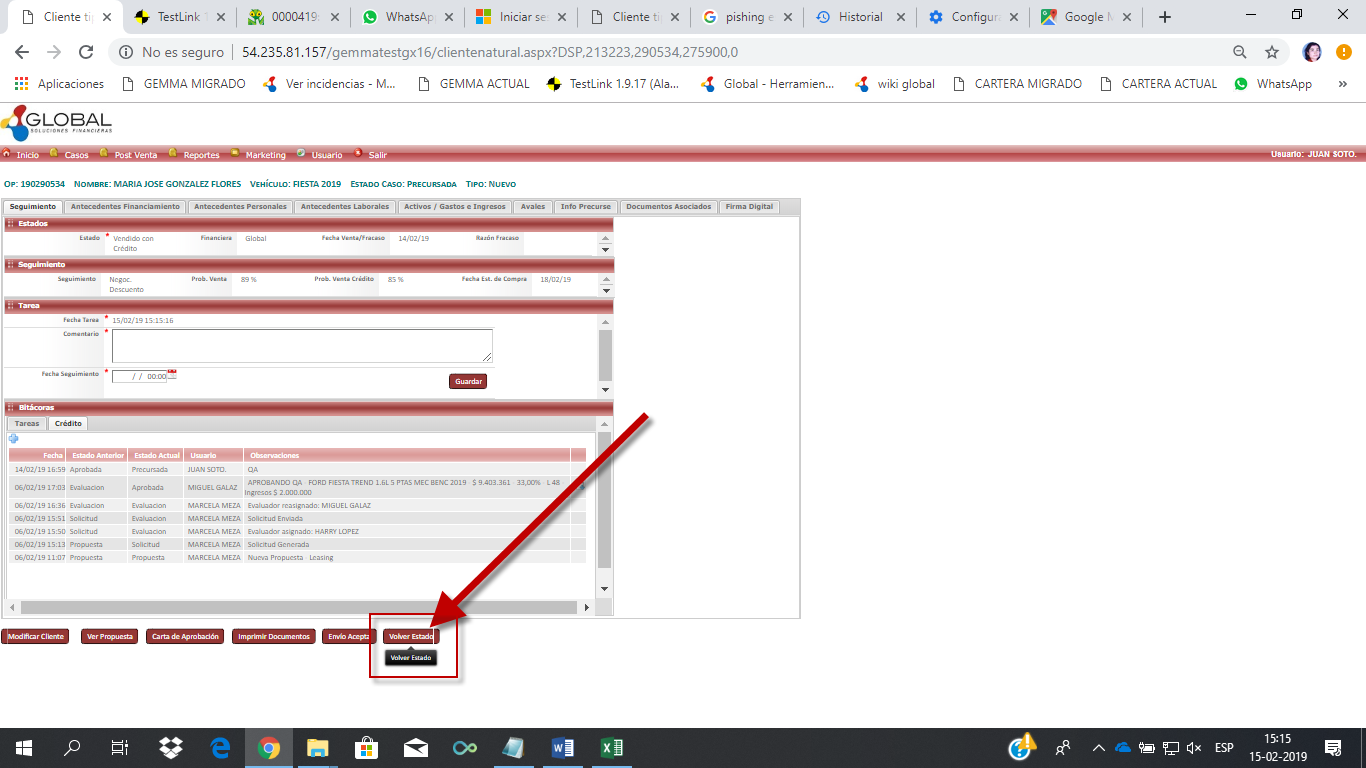 Cliente ti
TestLink 1
0000419
WhatsAp
Iniciar se
Cliente ti
pishing e
Historial
Configur
Google M
No es seguro | 54.235.81.157/gemmatestgx16/clientenatural.aspx?DSP,213223,290534,275900,0
Aplicaciones GEMMA MIGRADO Ver incidencias - M... GEMMA ACTUAL TestLink 1.9.17 (Ala... Global - Herramien... wiki global CARTERA MIGRADO CARTERA ACTUAL WhatsApp »
GLOBAL
SOLUCIONES FINANCIERAS
Inicio Casos Post Venta Reportes Marketing Usuario Salir Usuario: JUAN SOTO.
Op: 190290534 Nombre: MARIA JOSE GONZALEZ FLORES Vehículo: FIESTA 2019 Estado Caso: Precursada Tipo: Nuevo
Seguimiento Antecedentes Financiamiento Antecedentes Personales Antecedentes Laborales Activos / Gastos e Ingresos Avales Info Precurse Documentos Asociados Firma Digital
Estados
Estado * Vendido con Crédito Financiera Global Fecha Venta/Fracaso 14/02/19 Razón Fracaso
Seguimiento
Seguimiento Negoc. Descuento Prob. Venta 89 % Prob. Venta Crédito 85 % Fecha Est. de Compra 18/02/19
Tarea
Fecha Tarea * 15/02/19 15:15:16
Comentario *
Fecha Seguimiento * / / 00:00
Guardar
Bitácoras
Tareas Crédito
Fecha Estado Anterior Estado Actual Usuario Observaciones
14/02/19 16:59 Aprobada Precursada JUAN SOTO. QA
06/02/19 17:03 Evaluacion Aprobada MIGUEL GALAZ APROBANDO QA - FORD FIESTA TREND 1.6L 5 PTAS MEC BENC 2019 - $ 9.403.361 - 33,00% - L 48 -
Ingresos $ 2.000.000
06/02/19 16:36 Evaluacion Evaluacion MARCELA MEZA Evaluador reasignado: MIGUEL GALAZ
06/02/19 15:51 Solicitud Evaluacion MARCELA MEZA Solicitud Enviada
06/02/19 15:50 Solicitud Evaluacion MARCELA MEZA Evaluador asignado: HARRY LOPEZ
06/02/19 15:13 Propuesta Solicitud MARCELA MEZA Solicitud Generada
06/02/19 11:07 Propuesta Propuesta MARCELA MEZA Nueva Propuesta - Leasing
Modificar Cliente Ver Propuesta Carta de Aprobación Imprimir Documentos Envío Acepta Volver Estado
Volver Estado
ESP
15:15
15-02-2019